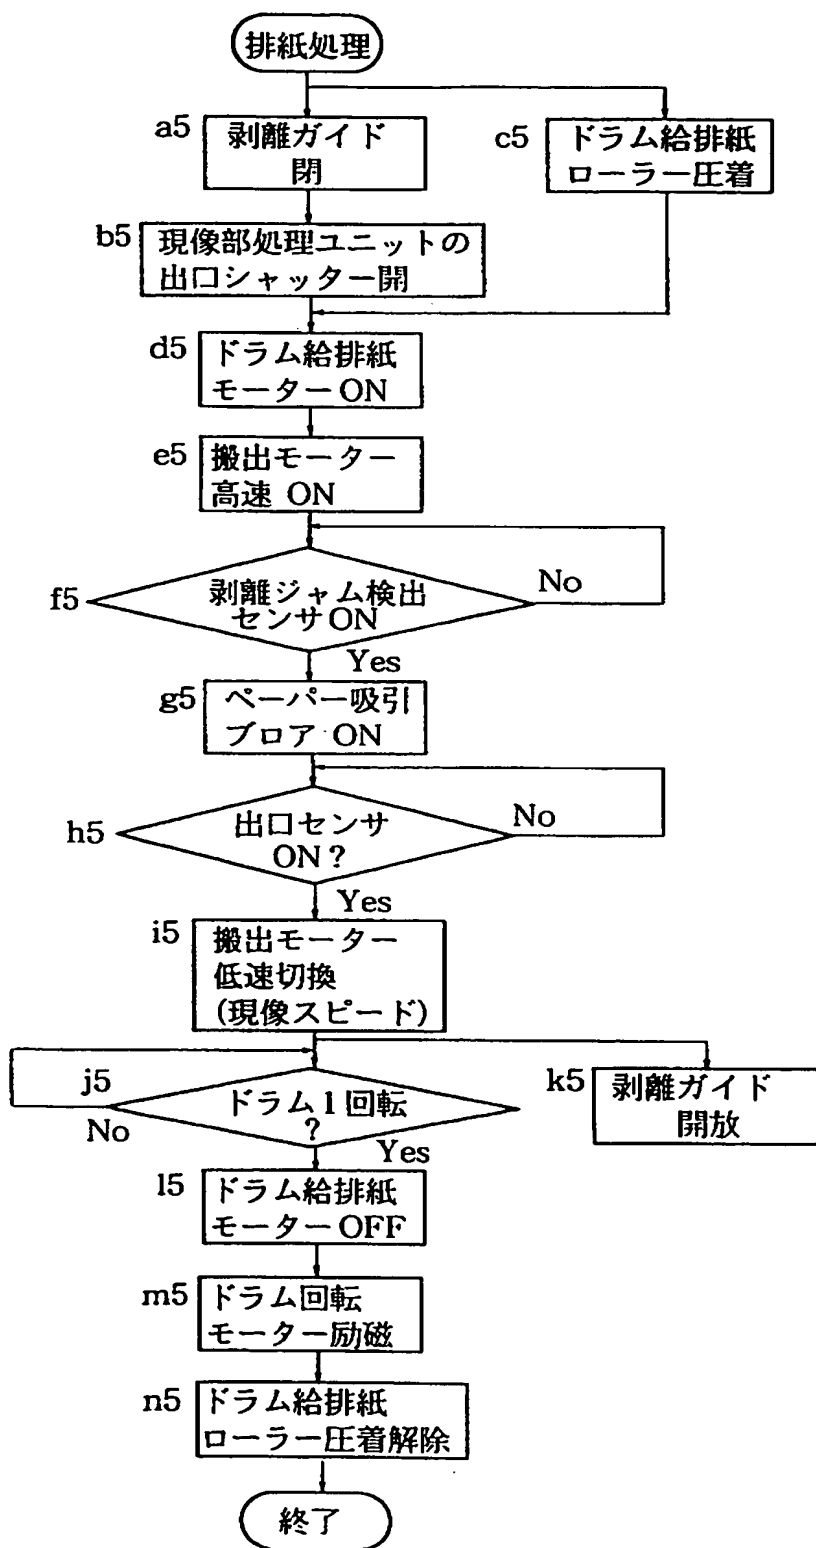 排紙処理
a5
剥離ガイド
閉
c5
ドラム給排紙
ローラー圧着
b5
現像部処理ユニットの
出口シャッター開
d5
ドラム給排紙
モーターON
e5
搬出モーター
高速 ON
f5
剥離ジャム検出
センサON
No
Yes
g5
ペーパー吸引
ブロア ON
h5
出口センサ
ON?
No
Yes
i5
搬出モーター
低速切換
(現像スピード)
j5
ドラム1回転
?
No
Yes
k5
剥離ガイド
開放
l5
ドラム給排紙
モーターOFF
m5
ドラム回転
モーター励磁
n5
ドラム給排紙
ローラー圧着解除
終了